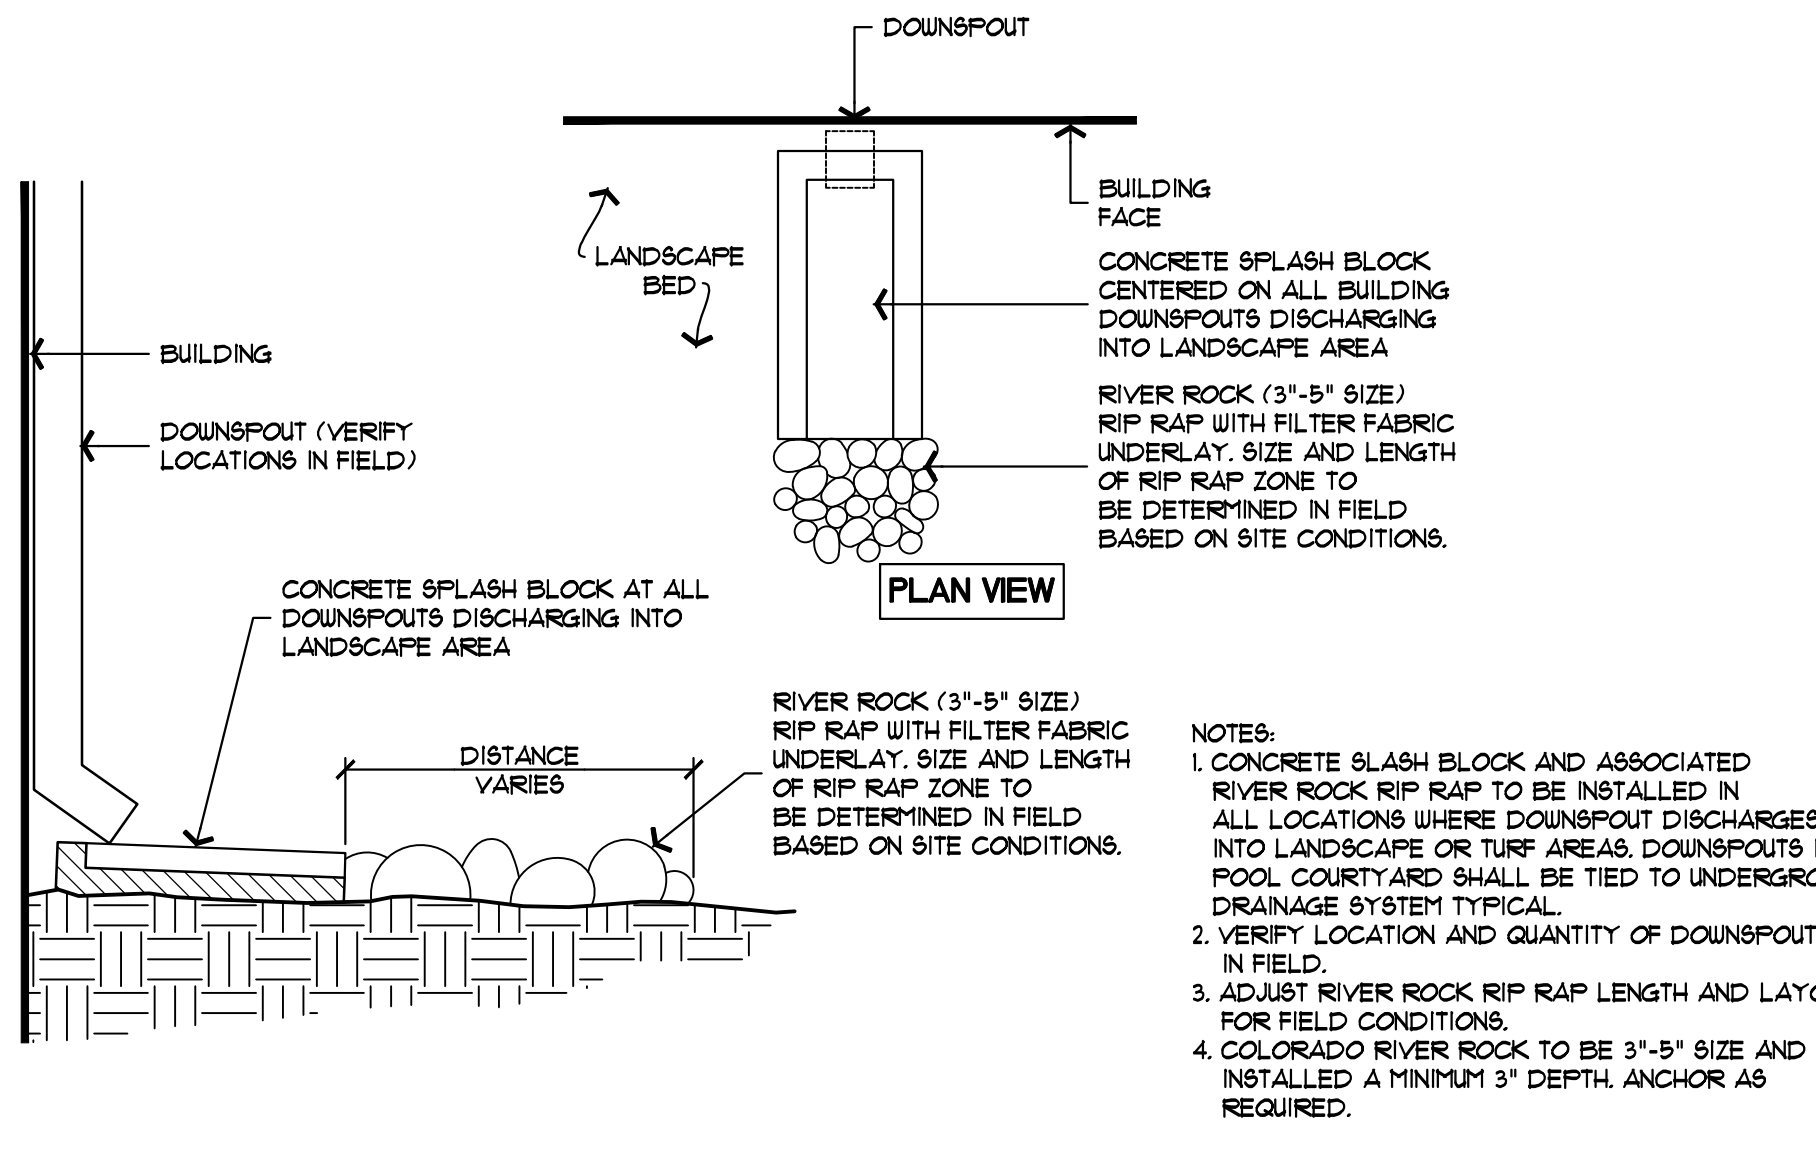 DOWNSPOUT
BUILDING
FACE
LANDSCAPE
BED
CONCRETE SPLASH BLOCK
CENTERED ON ALL BUILDING
DOWNSPOUTS DISCHARGING
INTO LANDSCAPE AREA
BUILDING
RIVER ROCK (3"-5" SIZE)
RIP RAP WITH FILTER FABRIC
UNDERLAY. SIZE AND LENGTH
OF RIP RAP ZONE TO
BE DETERMINED IN FIELD
BASED ON SITE CONDITIONS.
DOWNSPOUT (VERIFY
LOCATIONS IN FIELD)
PLAN VIEW
CONCRETE SPLASH BLOCK AT ALL
DOWNSPOUTS DISCHARGING INTO
LANDSCAPE AREA
DISTANCE
VARIES
RIVER ROCK (3"-5" SIZE)
RIP RAP WITH FILTER FABRIC
UNDERLAY. SIZE AND LENGTH
OF RIP RAP ZONE TO
BE DETERMINED IN FIELD
BASED ON SITE CONDITIONS.
NOTES:
1. CONCRETE SLASH BLOCK AND ASSOCIATED
RIVER ROCK RIP RAP TO BE INSTALLED IN
ALL LOCATIONS WHERE DOWNSPOUT DISCHARGES
INTO LANDSCAPE OR TURF AREAS. DOWNSPOUTS
POOL COURTYARD SHALL BE TIED TO
DRAINAGE SYSTEM TYPICAL.
2. VERIFY LOCATION AND QUANTITY OF DOWNSPOUT
IN FIELD.
3. ADJUST RIVER ROCK RIP RAP LENGTH AND
FOR FIELD CONDITIONS.
4. COLORADO RIVER ROCK TO BE 3"-5" SIZE AND
INSTALLED A MINIMUM 3" DEPTH. ANCHOR AS
REQUIRED.